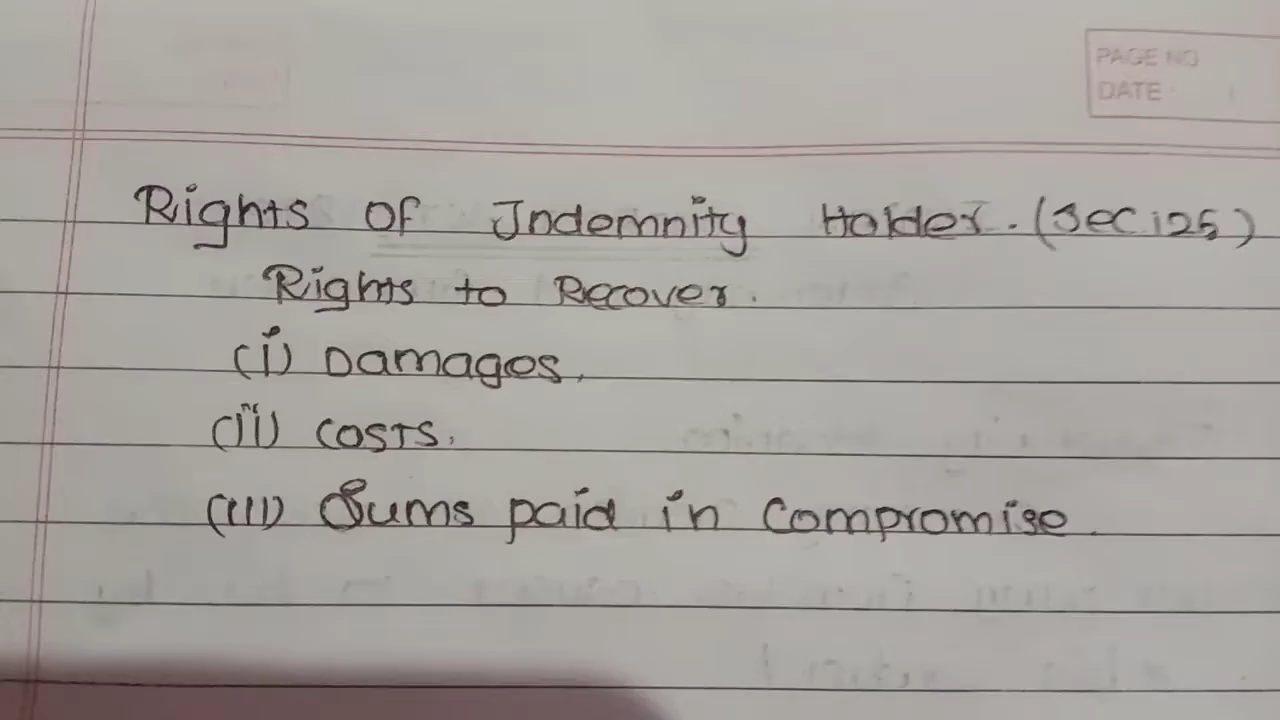 PAGE NO
DATE
Rights of Indemnity Holder. (Sec 125)
Rights to Recover.
(i) Damages.
(ii) Costs.
(iii) Sums paid in Compromise.